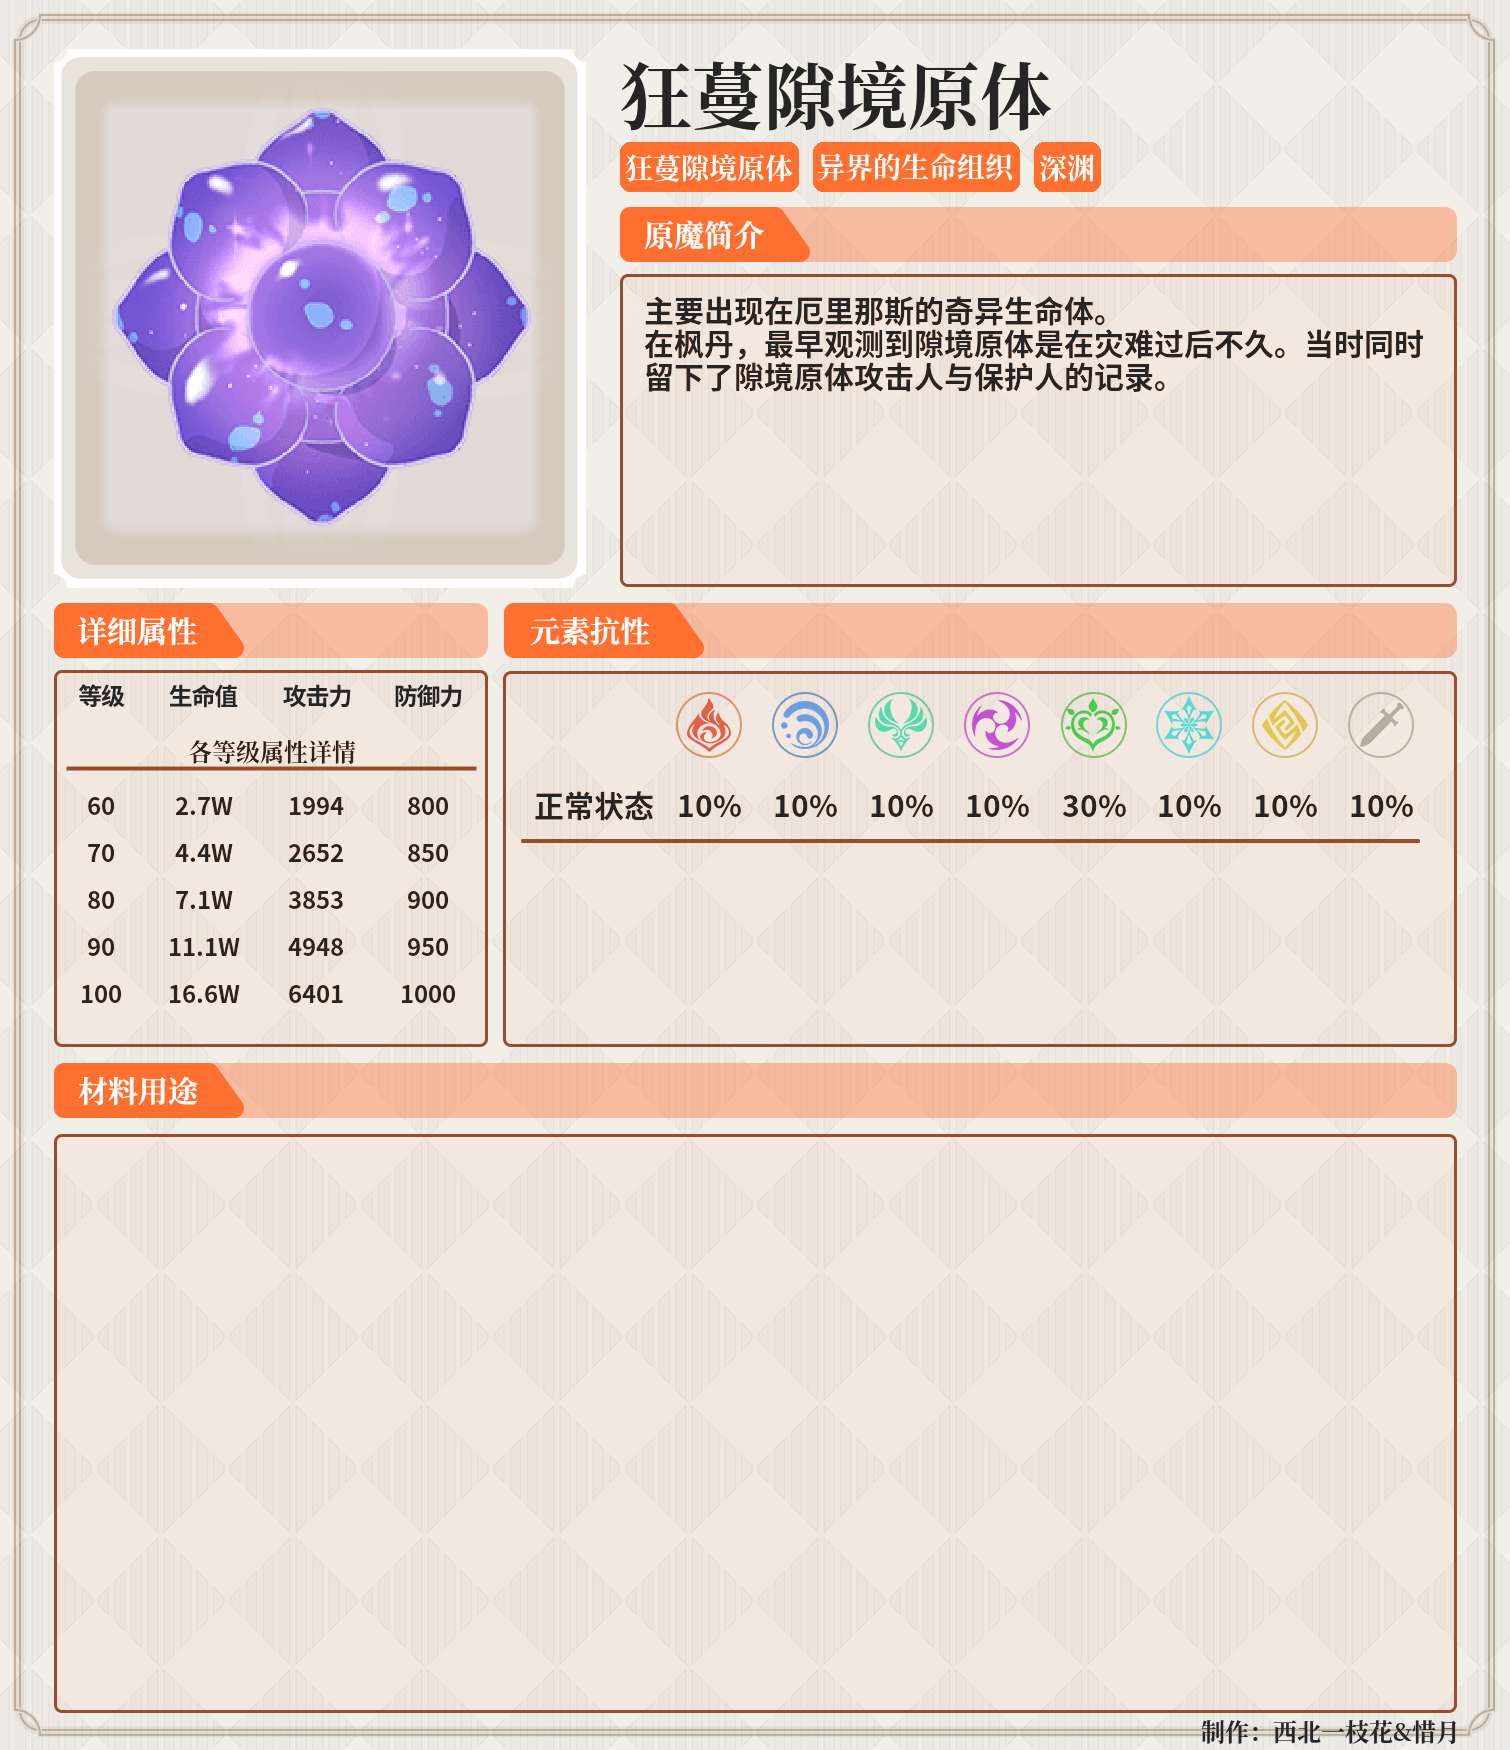 狂蔓隙境原体
狂蔓隙境原体 异界的生命组织 深渊
原魔简介
主要出现在厄里那斯的奇异生命体。
在枫丹，最早观测到隙境原体是在灾难过后不久。当时同时
留下了隙境原体攻击人与保护人的记录。
详细属性
等级 生命值 攻击力 防御力
各等级属性详情
60 2.7W 1994 800
70 4.4W 2652 850
80 7.1W 3853 900
90 11.1W 4948 950
100 16.6W 6401 1000
元素抗性
正常状态 10% 10% 10% 10% 30% 10% 10% 10%
材料用途
制作：西北一枝花&惜月